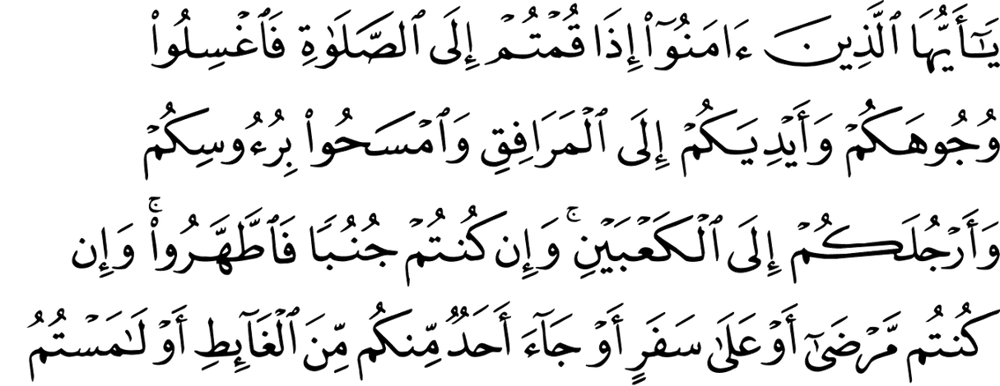 يَـٰٓأَيُّهَا ٱلَّذِينَ ءَامَنُوٓا۟ إِذَا قُمْتُمْ إِلَى ٱلصَّلَوٰةِ فَٱغْسِلُوا۟
وُجُوهَكُمْ وَأَيْدِيَكُمْ إِلَى ٱلْمَرَافِقِ وَٱمْسَحُوا۟ بِرُءُوسِكُمْ
وَأَرْجُلَكُمْ إِلَى ٱلْكَعْبَيْنِ ۚ وَإِن كُنتُمْ جُنُبًا فَٱطَّهَّرُوا۟ ۚ وَإِن
كُنتُم مَّرْضَىٰٓ أَوْ عَلَىٰ سَفَرٍ أَوْ جَآءَ أَحَدٌ مِّنكُم مِّنَ ٱلْغَآئِطِ أَوْ لَـٰمَسْتُمُ